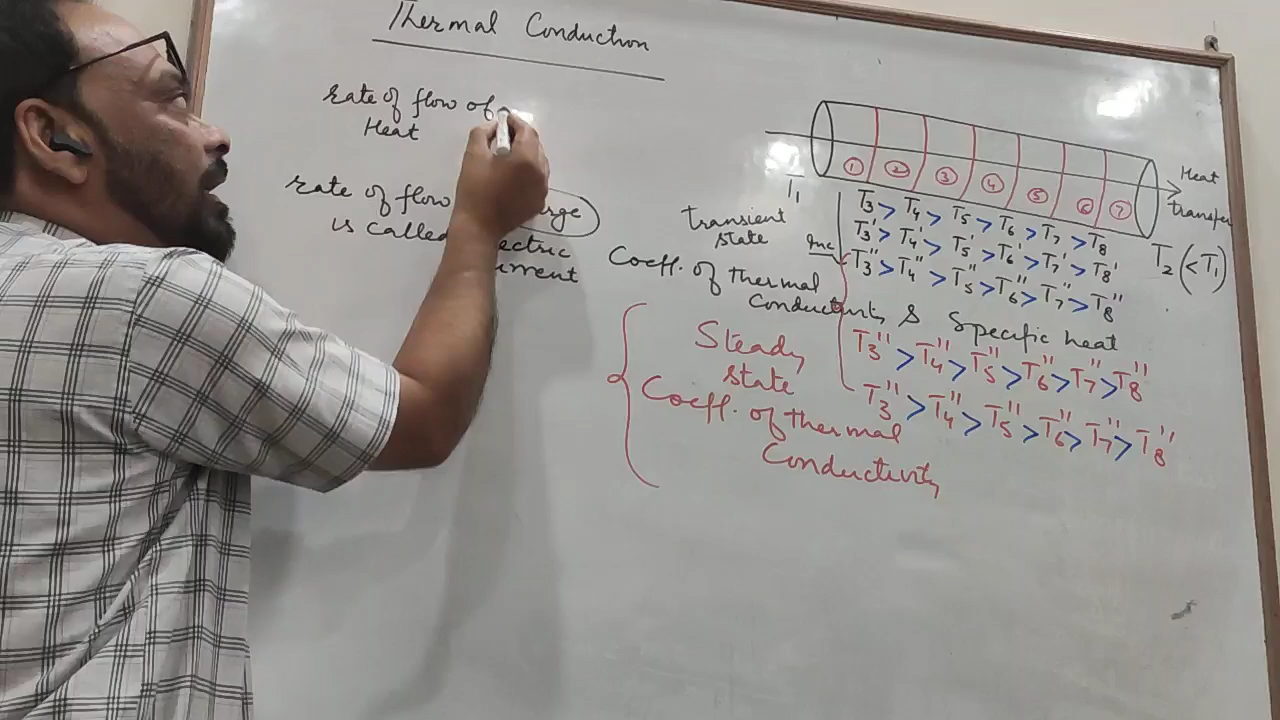 Thermal Conduction
rate of flow of
Heat
rate of flow
is called
① ② ③ ④ ⑤ ⑥ ⑦
Heat
transfer
T₁
T₂ (<T₁)
transient
state
Inc
T₃ > T₄ > T₅ > T₆ > T₇ > T₈
T₃' > T₄' > T₅' > T₆' > T₇' > T₈'
T₃'' > T₄'' > T₅'' > T₆'' > T₇'' > T₈''
Coeff. of thermal
Conductivity & Specific heat
Steady
state
T₃'' > T₄'' > T₅'' > T₆'' > T₇'' > T₈''
T₃'' > T₄'' > T₅'' > T₆'' > T₇'' > T₈''
Coeff. of thermal
Conductivity